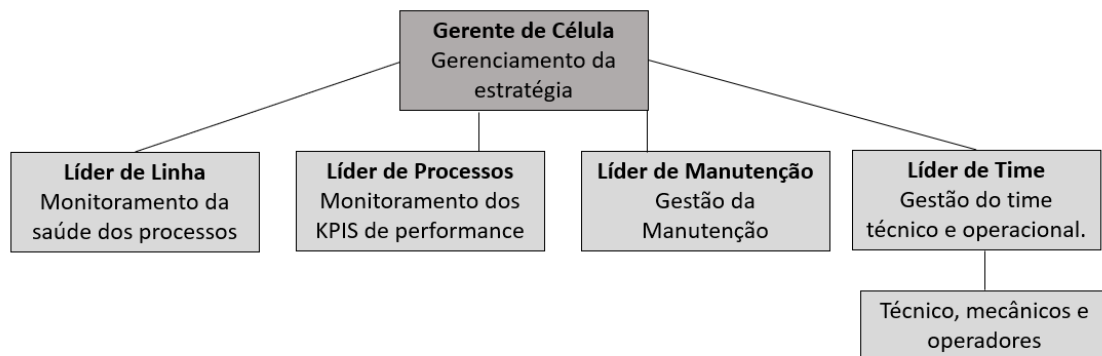 Gerente de Célula
Gerenciamento da
estratégia
Líder de Linha
Monitoramento da
saúde dos processos
Líder de Processos
Monitoramento dos
KPIS de performance
Líder de Manutenção
Gestão da
Manutenção
Líder de Time
Gestão do time
técnico e operacional.
Técnico, mecânicos e
operadores